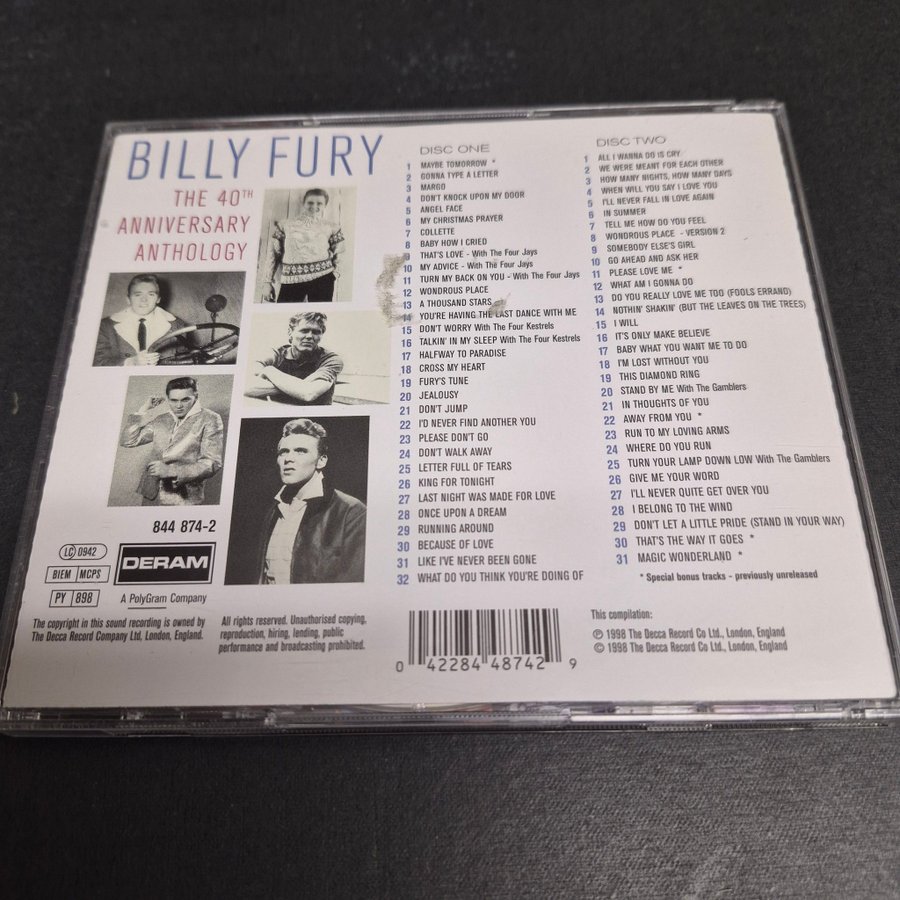 BILLY FURY
THE 40TH
ANNIVERSARY
ANTHOLOGY
844 874-2
LC 0942
BIEM MCPS
PY 898
DERAM
A PolyGram Company
The copyright in this sound recording is owned by
The Decca Record Company Ltd, London, England.
All rights reserved. Unauthorised copying,
reproduction, hiring, lending, public
performance and broadcasting prohibited.
DISC ONE
1 MAYBE TOMORROW *
2 GONNA TYPE A LETTER
3 MARGO
4 DON'T KNOCK UPON MY DOOR
5 ANGEL FACE
6 MY CHRISTMAS PRAYER
7 COLLETTE
8 BABY HOW I CRIED
9 THAT'S LOVE - With The Four Jays
10 MY ADVICE - With The Four Jays
11 TURN MY BACK ON YOU - With The Four Jays
12 WONDROUS PLACE
13 A THOUSAND STARS
14 YOU'RE HAVING THE LAST DANCE WITH ME
15 DON'T WORRY With The Four Kestrels
16 TALKIN' IN MY SLEEP With The Four Kestrels
17 HALFWAY TO PARADISE
18 CROSS MY HEART
19 FURY'S TUNE
20 JEALOUSY
21 DON'T JUMP
22 I'D NEVER FIND ANOTHER YOU
23 PLEASE DON'T GO
24 DON'T WALK AWAY
25 LETTER FULL OF TEARS
26 KING FOR TONIGHT
27 LAST NIGHT WAS MADE FOR LOVE
28 ONCE UPON A DREAM
29 RUNNING AROUND
30 BECAUSE OF LOVE
31 LIKE I'VE NEVER BEEN GONE
32 WHAT DO YOU THINK YOU'RE DOING OF
0 42284 48742 9
DISC TWO
1 ALL I WANNA DO IS CRY
2 WE WERE MEANT FOR EACH OTHER
3 HOW MANY NIGHTS, HOW MANY DAYS
4 WHEN WILL YOU SAY I LOVE YOU
5 I'LL NEVER FALL IN LOVE AGAIN
6 IN SUMMER
7 TELL ME HOW DO YOU FEEL
8 WONDROUS PLACE - VERSION 2
9 SOMEBODY ELSE'S GIRL
10 GO AHEAD AND ASK HER
11 PLEASE LOVE ME *
12 WHAT AM I GONNA DO
13 DO YOU REALLY LOVE ME TOO (FOOLS ERRAND)
14 NOTHIN' SHAKIN' (BUT THE LEAVES ON THE TREES)
15 I WILL
16 IT'S ONLY MAKE BELIEVE
17 BABY WHAT YOU WANT ME TO DO
18 I'M LOST WITHOUT YOU
19 THIS DIAMOND RING
20 STAND BY ME With The Gamblers
21 IN THOUGHTS OF YOU
22 AWAY FROM YOU *
23 RUN TO MY LOVING ARMS
24 WHERE DO YOU RUN
25 TURN YOUR LAMP DOWN LOW With The Gamblers
26 GIVE ME YOUR WORD
27 I'LL NEVER QUITE GET OVER YOU
28 I BELONG TO THE WIND
29 DON'T LET A LITTLE PRIDE (STAND IN YOUR WAY)
30 THAT'S THE WAY IT GOES *
31 MAGIC WONDERLAND *
* Special bonus tracks - previously unreleased
This compilation:
℗ 1998 The Decca Record Co Ltd., London, England
© 1998 The Decca Record Co Ltd., London, England